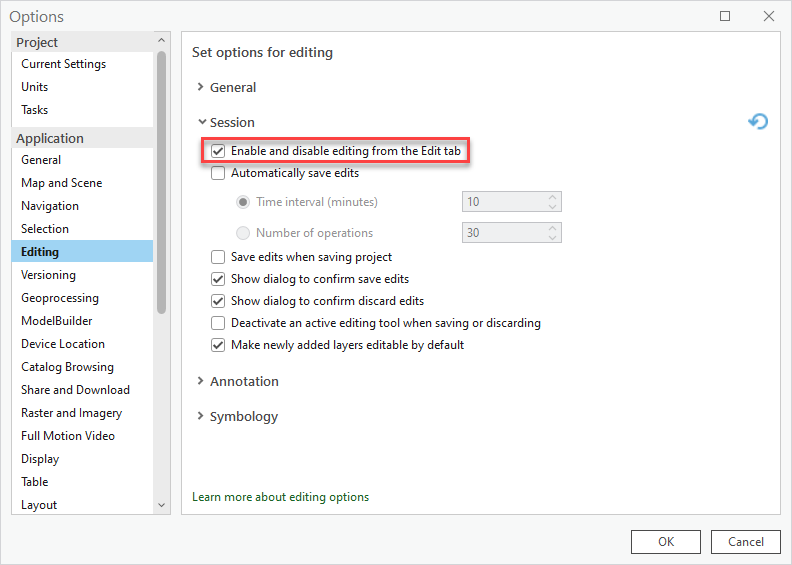 Options
Project
Current Settings
Units
Tasks
Application
General
Map and Scene
Navigation
Selection
Editing
Versioning
Geoprocessing
ModelBuilder
Device Location
Catalog Browsing
Share and Download
Raster and Imagery
Full Motion Video
Display
Table
Layout
Set options for editing
General
Session
Enable and disable editing from the Edit tab
Automatically save edits
Time interval (minutes) 10
Number of operations 30
Save edits when saving project
Show dialog to confirm save edits
Show dialog to confirm discard edits
Deactivate an active editing tool when saving or discarding
Make newly added layers editable by default
Annotation
Symbology
Learn more about editing options
OK Cancel